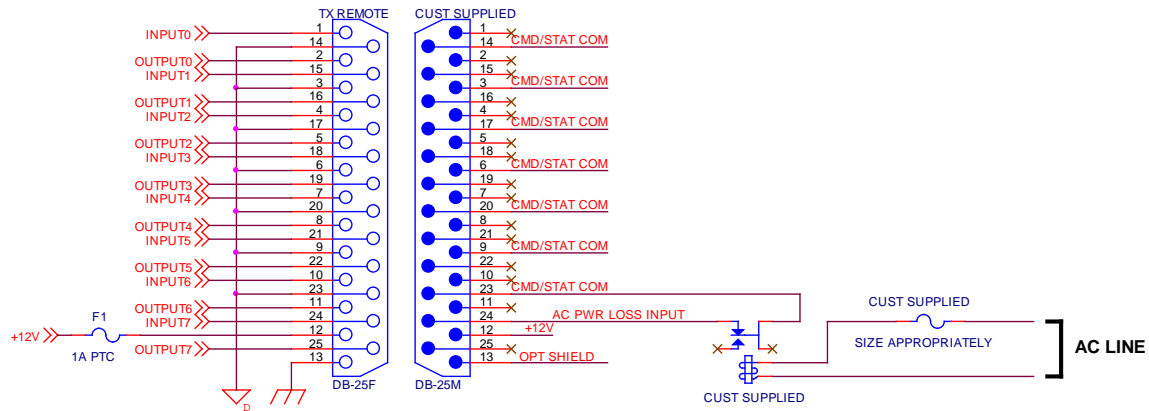 TX REMOTE CUST SUPPLIED
INPUT0 1 1
14 14 CMD/STAT COM
OUTPUT0 2 2
INPUT1 15 15
3 3 CMD/STAT COM
OUTPUT1 16 16
INPUT2 4 4
17 17 CMD/STAT COM
OUTPUT2 5 5
INPUT3 18 18
6 6 CMD/STAT COM
OUTPUT3 19 19
INPUT4 7 7
20 20 CMD/STAT COM
OUTPUT4 8 8
INPUT5 21 21
9 9 CMD/STAT COM
OUTPUT5 22 22
INPUT6 10 10
23 23 CMD/STAT COM
OUTPUT6 11 11
INPUT7 24 24 AC PWR LOSS INPUT
+12V F1 1A PTC 12 12 +12V
OUTPUT7 25 25
13 13 OPT SHIELD
D DB-25F DB-25M
CUST SUPPLIED
SIZE APPROPRIATELY
AC LINE
CUST SUPPLIED